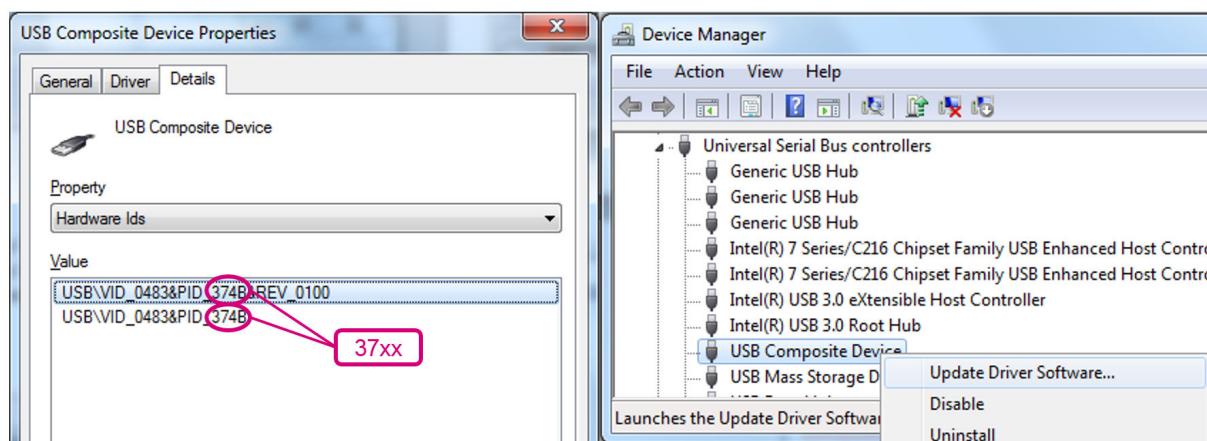 USB Composite Device Properties
General Driver Details
USB Composite Device
Property
Hardware Ids
Value
USB\VID_0483&PID_374B&REV_0100
USB\VID_0483&PID_374B
37xx
Device Manager
File Action View Help
Universal Serial Bus controllers
Generic USB Hub
Generic USB Hub
Generic USB Hub
Intel(R) 7 Series/C216 Chipset Family USB Enhanced Host Contro
Intel(R) 7 Series/C216 Chipset Family USB Enhanced Host Contro
Intel(R) USB 3.0 eXtensible Host Controller
Intel(R) USB 3.0 Root Hub
USB Composite Device
USB Mass Storage D
Update Driver Software...
Disable
Uninstall
Launches the Update Driver Softwar